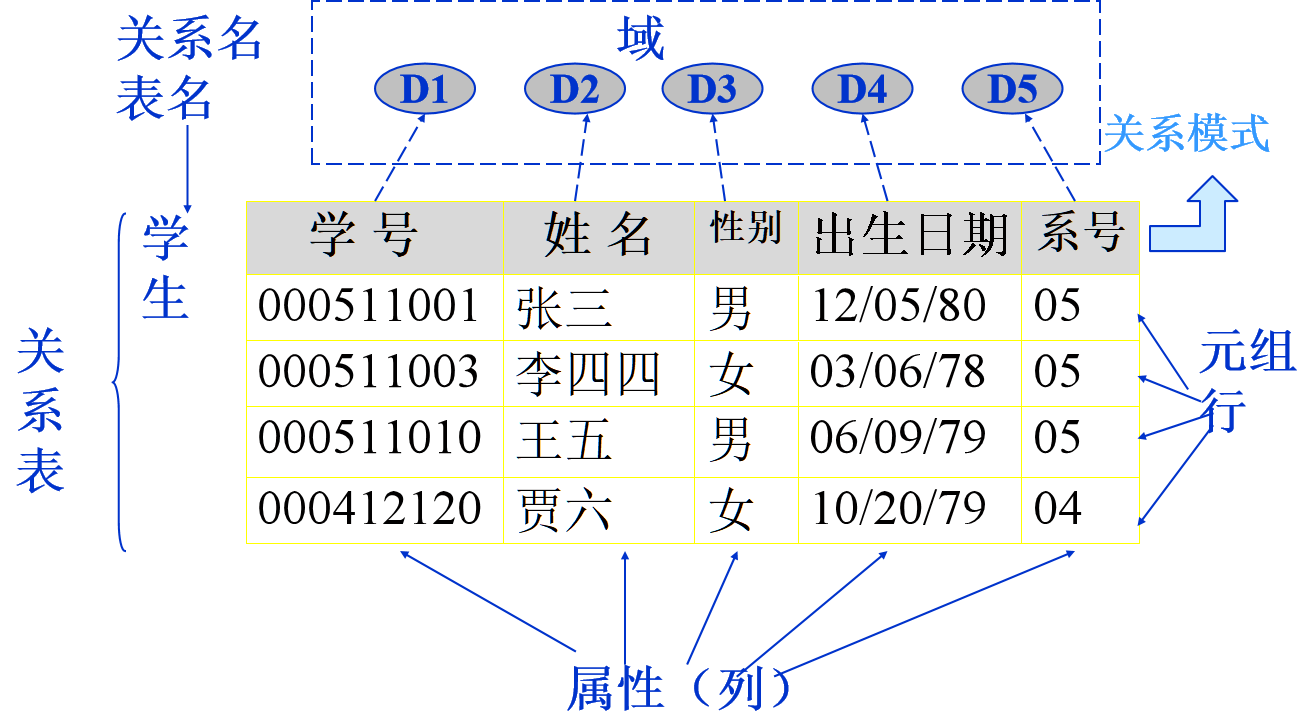 关系名
表名
域
D1 D2 D3 D4 D5
关系模式
学生
学 号 姓 名 性别 出生日期 系号
000511001 张三 男 12/05/80 05
000511003 李四四 女 03/06/78 05
000511010 王五 男 06/09/79 05
000412120 贾六 女 10/20/79 04
关系表
元组
行
属性（列）